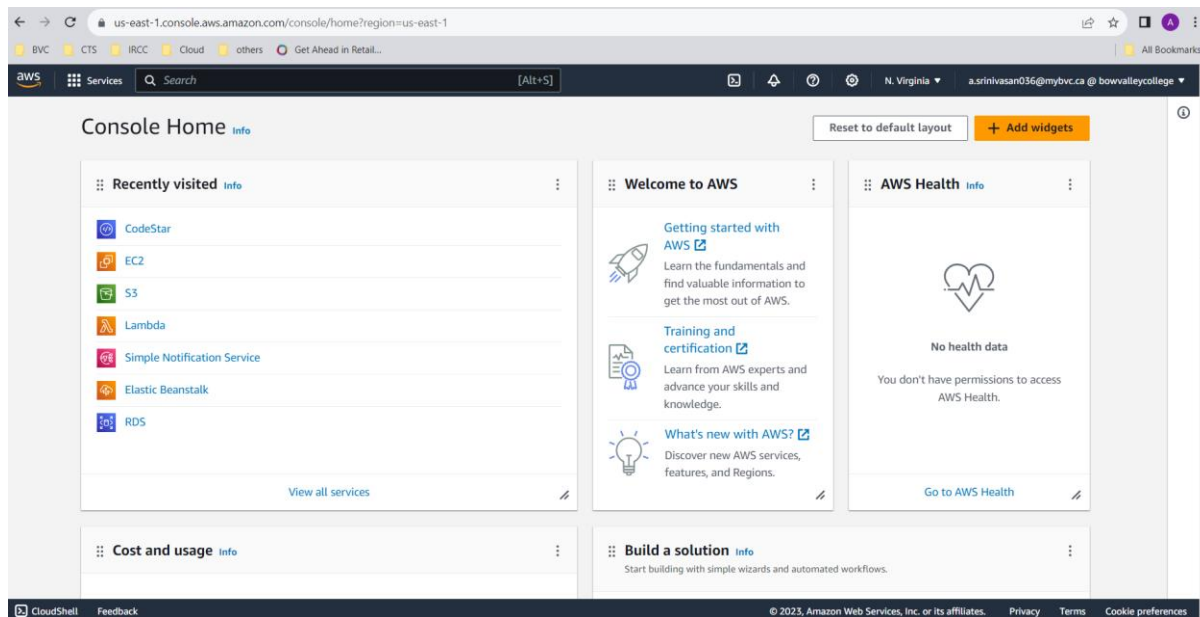 us-east-1.console.aws.amazon.com/console/home?region=us-east-1
A
BVC CTS IRCC Cloud others Get Ahead in Retail... All Bookmarks
aws Services Search [Alt+S] N. Virginia ▼ a.srinivasan036@mybvc.ca @ bowvalleycollege ▼
Console Home Info
Reset to default layout
+ Add widgets
Recently visited Info
CodeStar
EC2
S3
Lambda
Simple Notification Service
Elastic Beanstalk
RDS
View all services
Welcome to AWS
Getting started with
AWS
Learn the fundamentals and
find valuable information to
get the most out of AWS.
Training and
certification
Learn from AWS experts and
advance your skills and
knowledge.
What's new with AWS?
Discover new AWS services,
features, and Regions.
AWS Health Info
No health data
You don't have permissions to access
AWS Health.
Go to AWS Health
Cost and usage Info
Build a solution Info
Start building with simple wizards and automated workflows.
CloudShell Feedback © 2023, Amazon Web Services, Inc. or its affiliates. Privacy Terms Cookie preferences